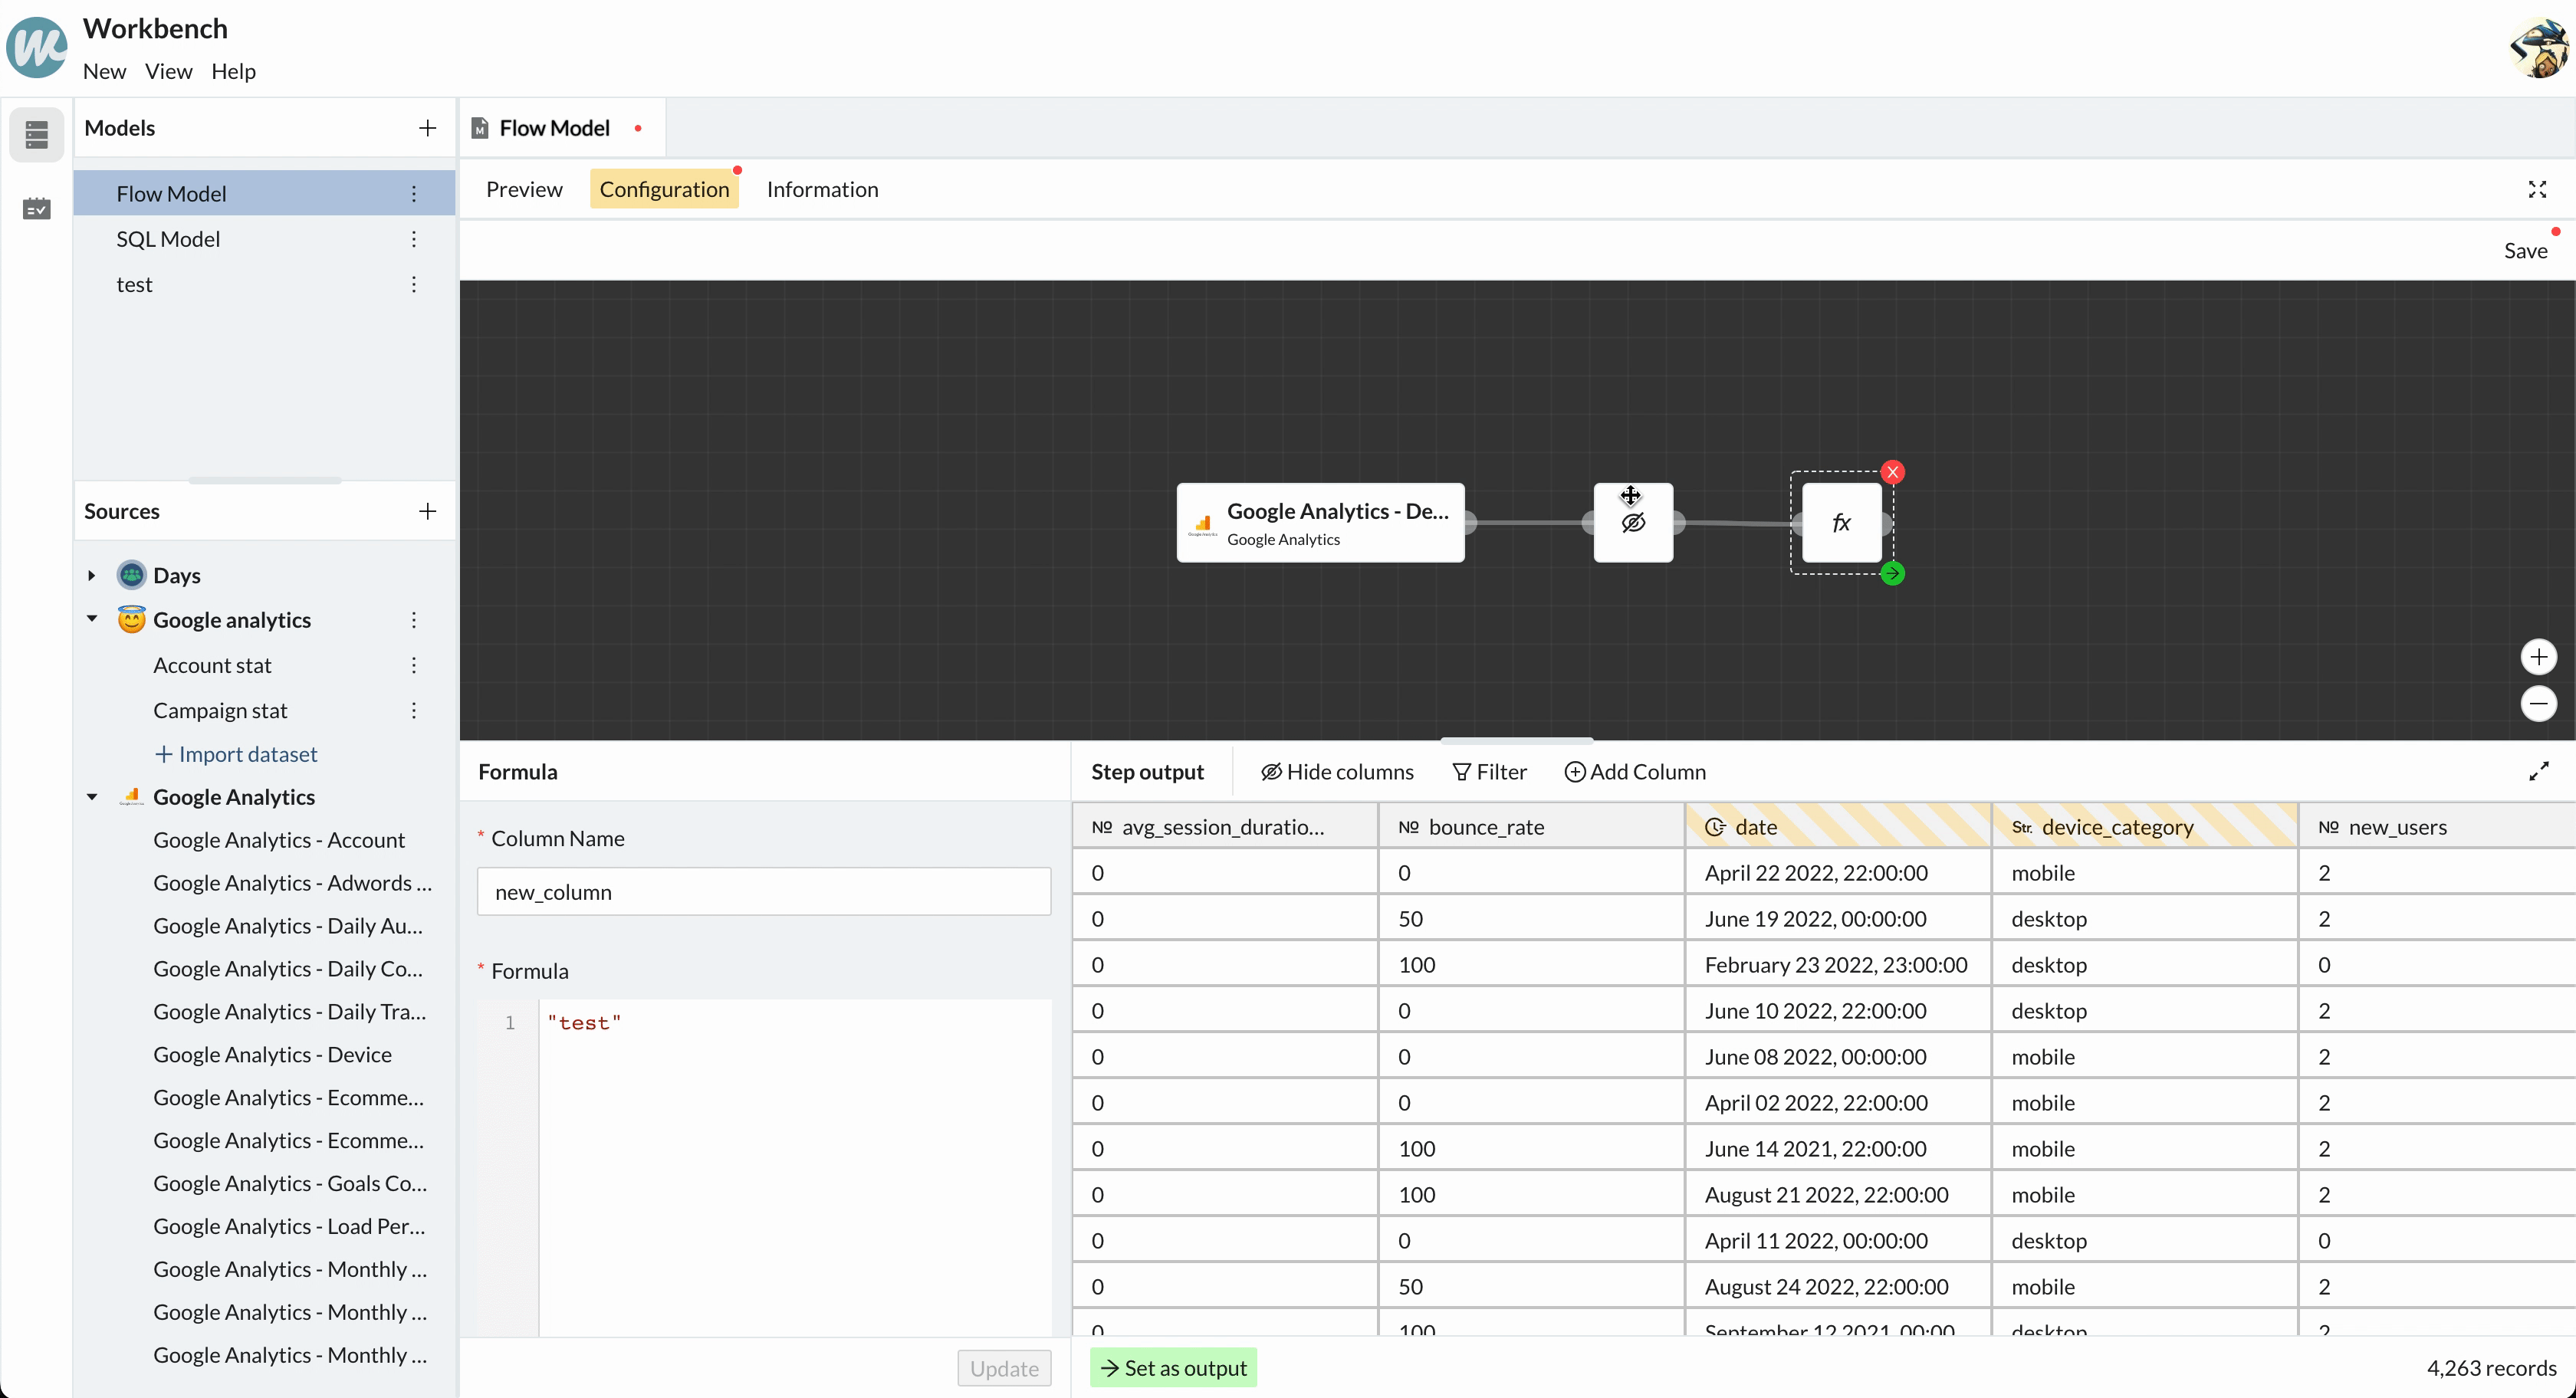 Workbench
New View Help
Models
Flow Model
SQL Model
test
Sources
Days
Google analytics
Account stat
Campaign stat
Import dataset
Google Analytics
Google Analytics - Account
Google Analytics - Adwords ...
Google Analytics - Daily Au...
Google Analytics - Daily Co...
Google Analytics - Daily Tra...
Google Analytics - Device
Google Analytics - Ecomme...
Google Analytics - Ecomme...
Google Analytics - Goals Co...
Google Analytics - Load Per...
Google Analytics - Monthly ...
Google Analytics - Monthly ...
Google Analytics - Monthly ...
Flow Model
Preview Configuration Information
Save
Google Analytics - De...
Google Analytics
fx
Formula
* Column Name
new_column
* Formula
1 "test"
Update
Step output Hide columns Filter Add Column
№ avg_session_duratio... № bounce_rate date Str. device_category № new_users
0 0 April 22 2022, 22:00:00 mobile 2
0 50 June 19 2022, 00:00:00 desktop 2
0 100 February 23 2022, 23:00:00 desktop 0
0 0 June 10 2022, 22:00:00 desktop 2
0 0 June 08 2022, 00:00:00 mobile 2
0 0 April 02 2022, 22:00:00 mobile 2
0 100 June 14 2021, 22:00:00 mobile 2
0 100 August 21 2022, 22:00:00 mobile 2
0 0 April 11 2022, 00:00:00 desktop 0
0 50 August 24 2022, 22:00:00 mobile 2
0 100 September 12 2021, 00:00 desktop 2
Set as output 4,263 records